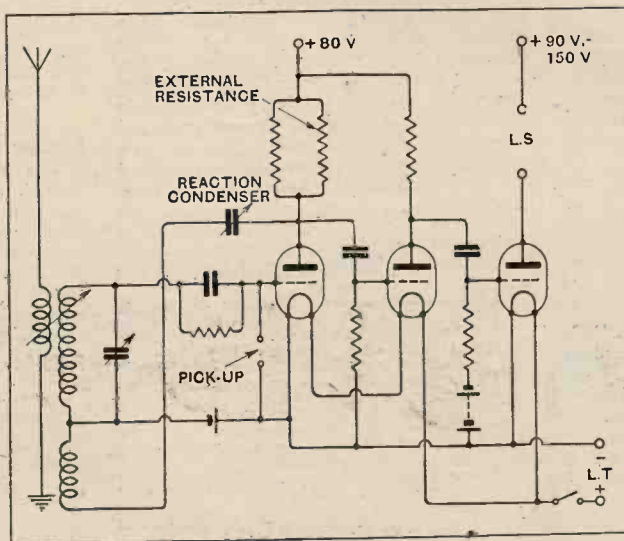 + 80 V
+ 90 V.-
150 V
EXTERNAL
RESISTANCE
L.S
REACTION
CONDENSER
PICK-UP
-
L.T
+